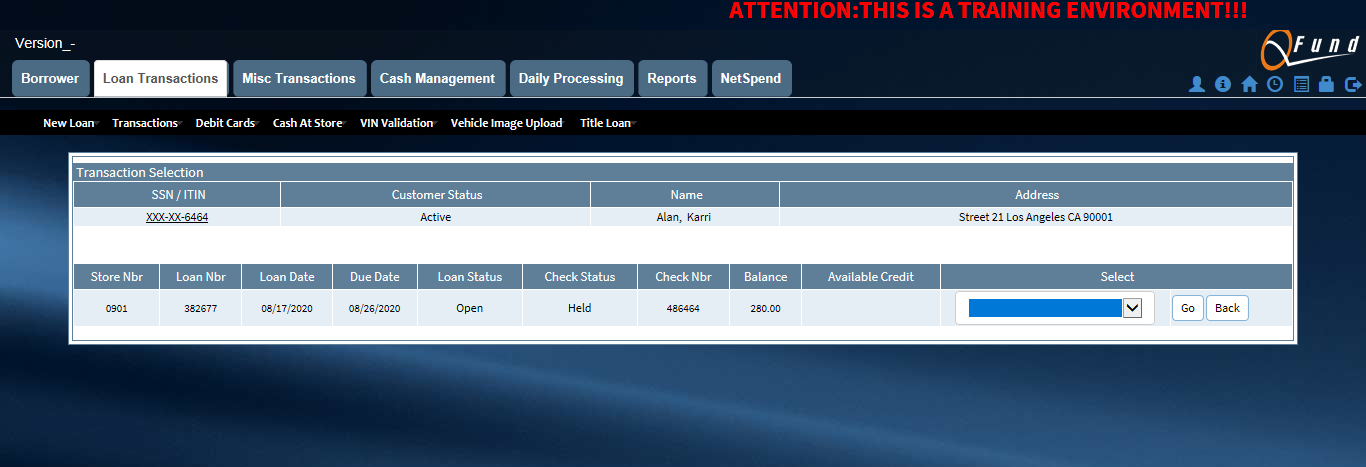 ATTENTION:THIS IS A TRAINING ENVIRONMENT!!!
Version_-
QFund
Borrower Loan Transactions Misc Transactions Cash Management Daily Processing Reports NetSpend
New Loan Transactions Debit Cards Cash At Store VIN Validation Vehicle Image Upload Title Loan
Transaction Selection
SSN / ITIN Customer Status Name Address
XXX-XX-6464 Active Alan, Karri Street 21 Los Angeles CA 90001
Store Nbr Loan Nbr Loan Date Due Date Loan Status Check Status Check Nbr Balance Available Credit Select
0901 382677 08/17/2020 08/26/2020 Open Held 486464 280.00 Go Back